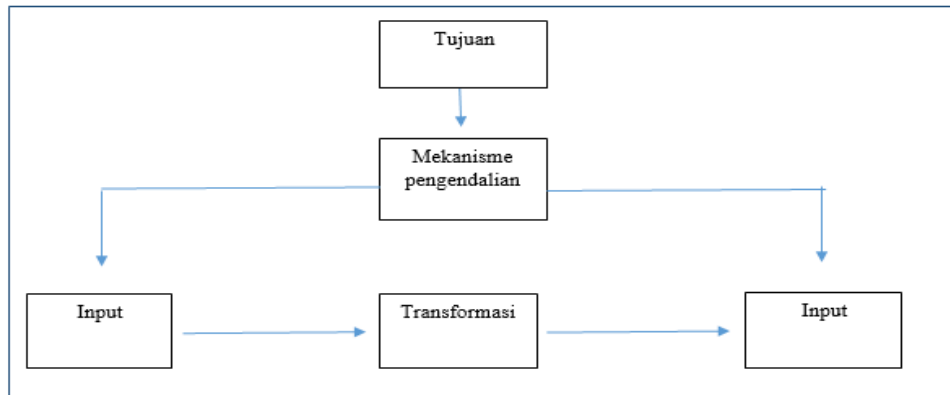 Tujuan
Mekanisme
pengendalian
Input
Transformasi
Input